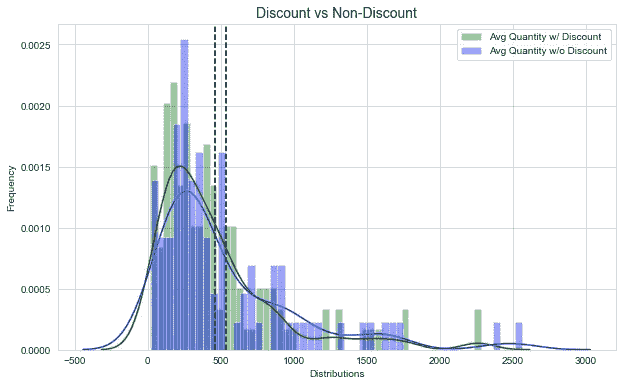 Discount vs Non-Discount
Avg Quantity w/ Discount
Avg Quantity w/o Discount
0.0025
0.0020
0.0015
0.0010
0.0005
0.0000
Frequency
−500
0
500
1000
1500
2000
2500
3000
Distributions